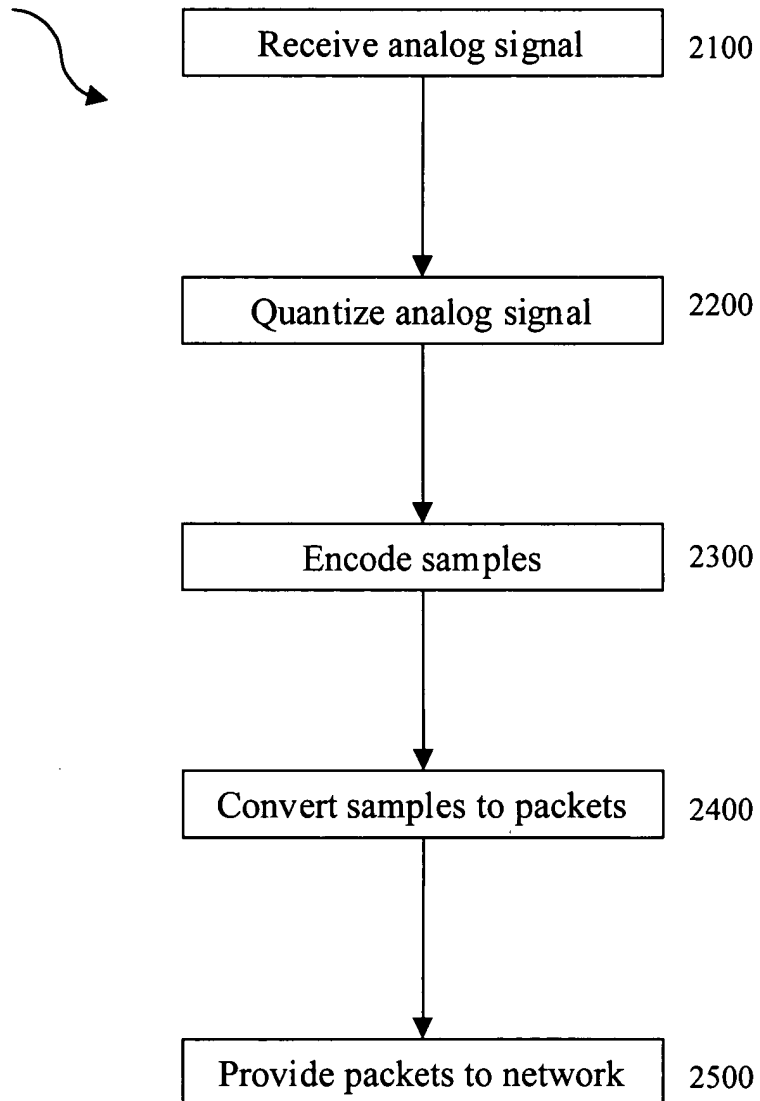 Receive analog signal 2100
Quantize analog signal 2200
Encode samples 2300
Convert samples to packets 2400
Provide packets to network 2500